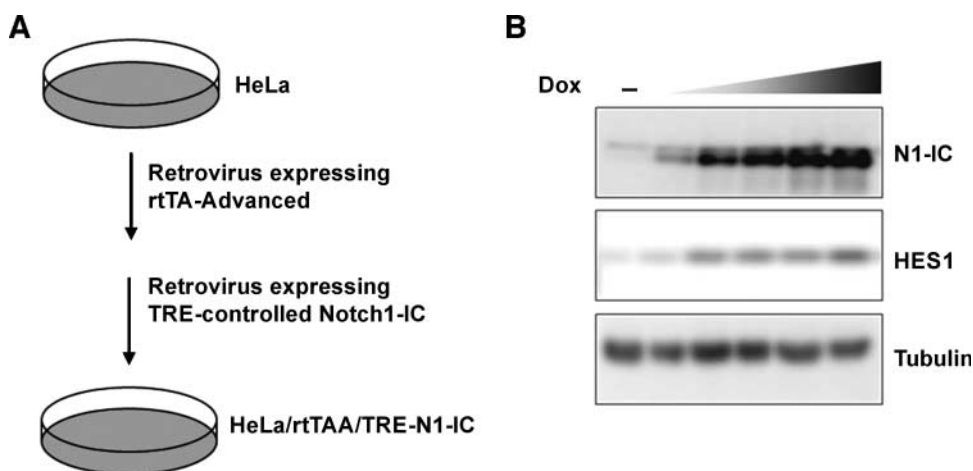 A
HeLa
Retrovirus expressing
rtTA-Advanced
Retrovirus expressing
TRE-controlled Notch1-IC
HeLa/rtTAA/TRE-N1-IC
B
Dox –
N1-IC
HES1
Tubulin